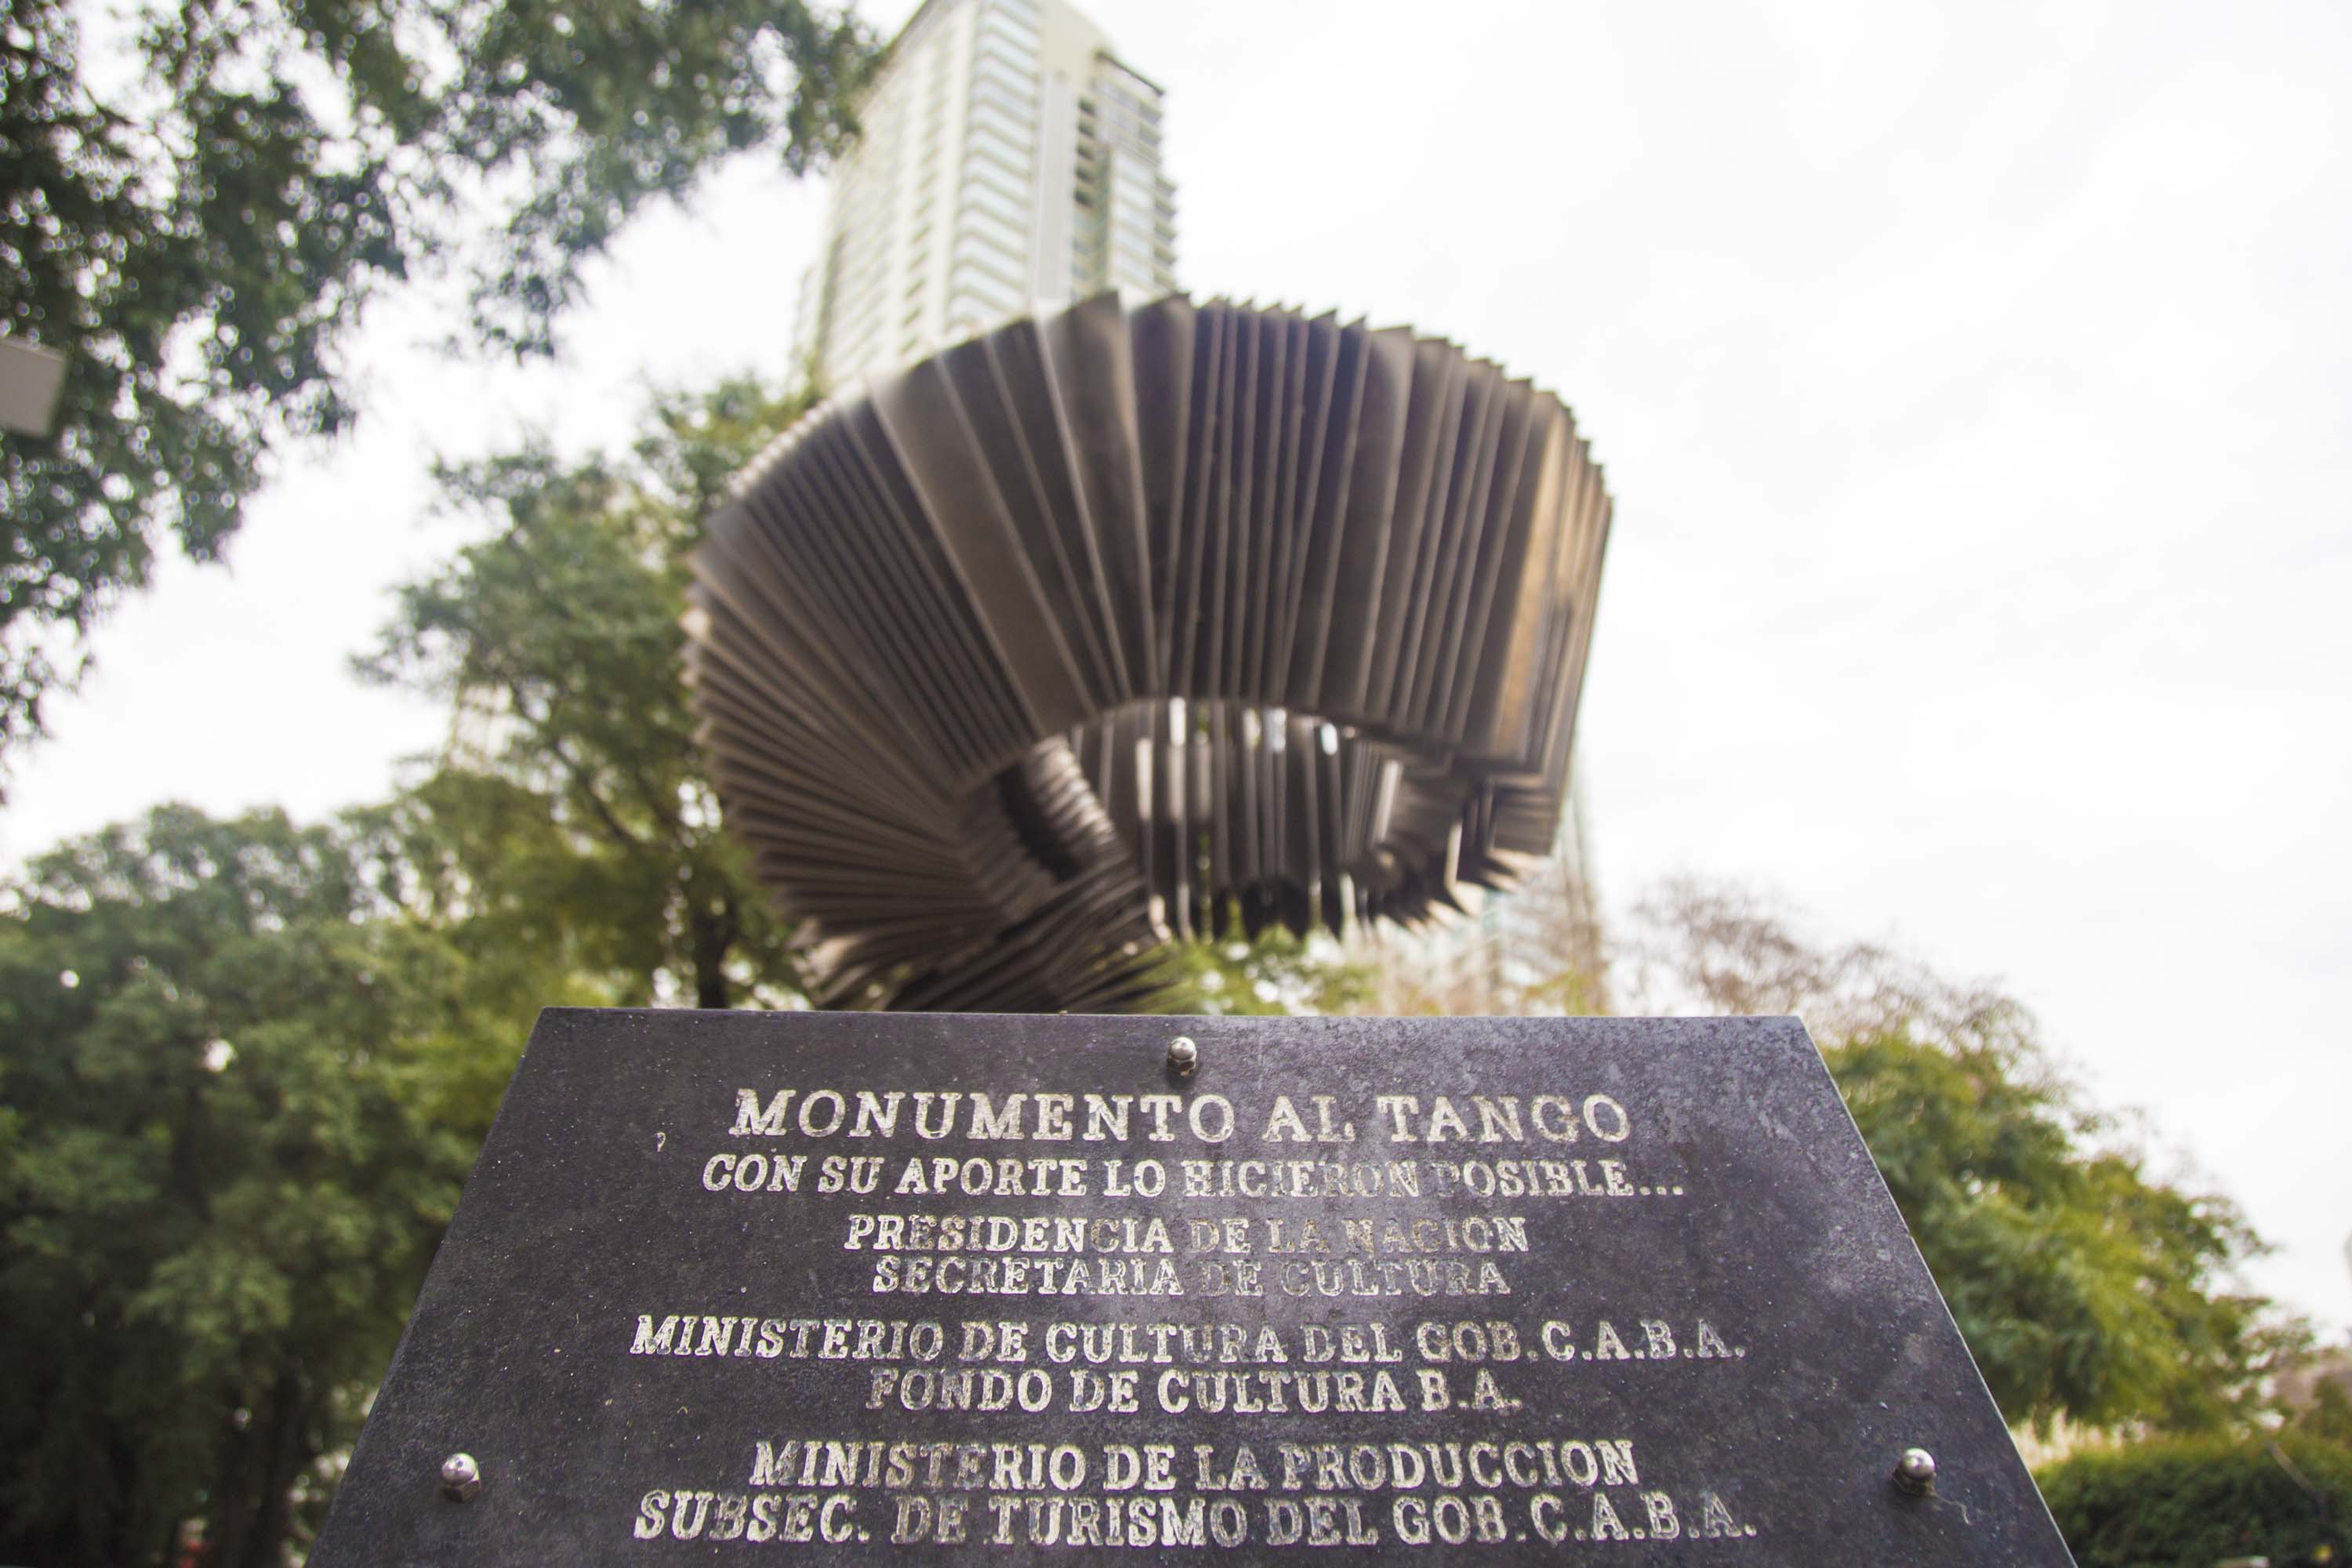 MONUMENTO AL TANGO
CON SU APORTE LO HICIERON POSIBLE...
PRESIDENCIA DE LA NACION
SECRETARIA DE CULTURA
MINISTERIO DE CULTURA DEL GOB. C.A.B.A.
FONDO DE CULTURA B.A.
MINISTERIO DE LA PRODUCCION
SUBSEC. DE TURISMO DEL GOB. C.A.B.A.